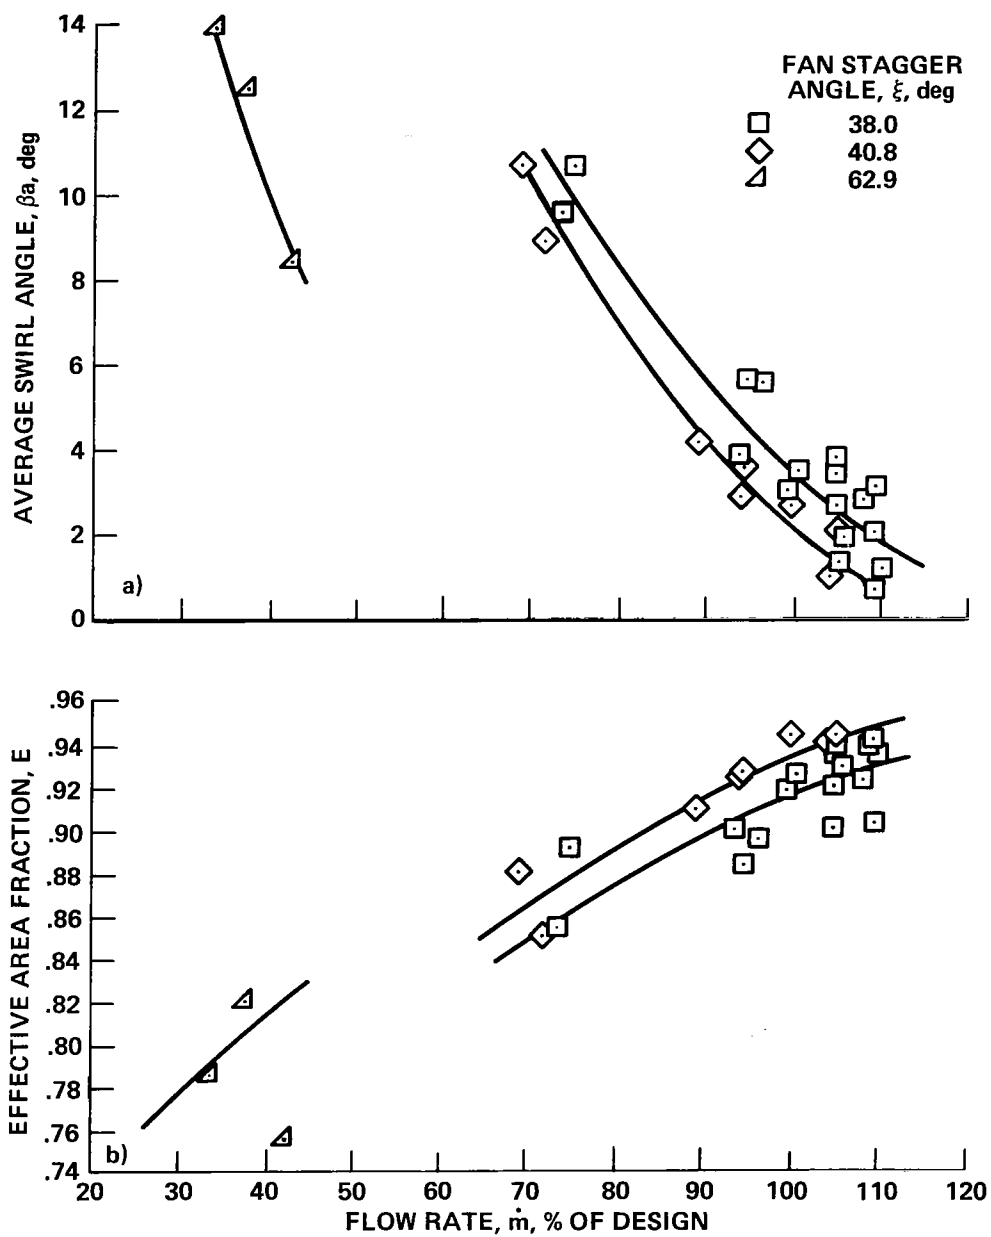 14
12
10
8
6
4
2
0
AVERAGE SWIRL ANGLE, βa, deg
FAN STAGGER
ANGLE, ξ, deg
38.0
40.8
62.9
a)
.96
.94
.92
.90
.88
.86
.84
.82
.80
.78
.76
.74
EFFECTIVE AREA FRACTION, E
b)
20 30 40 50 60 70 80 90 100 110 120
FLOW RATE, ṁ, % OF DESIGN